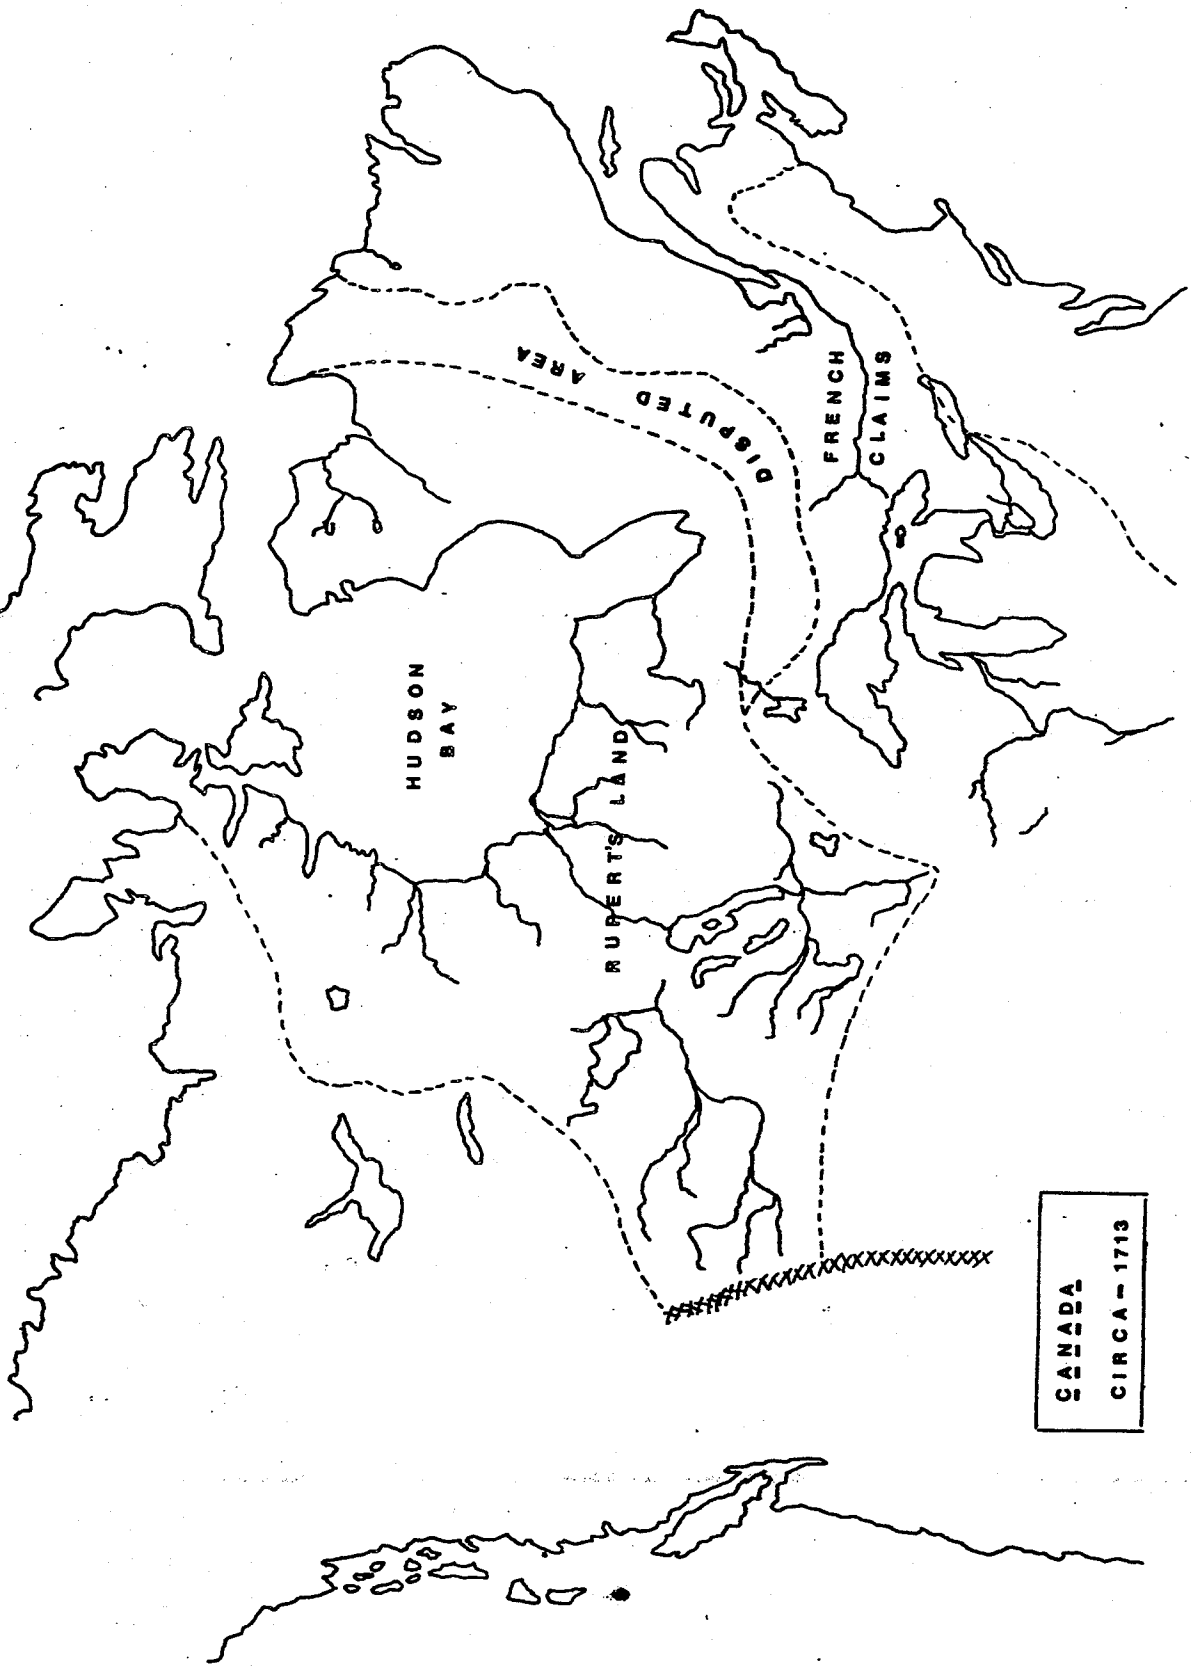 HUDSON
BAY
RUPERT'S LAND
DISPUTED AREA
FRENCH
CLAIMS
CANADA
CIRCA-1713